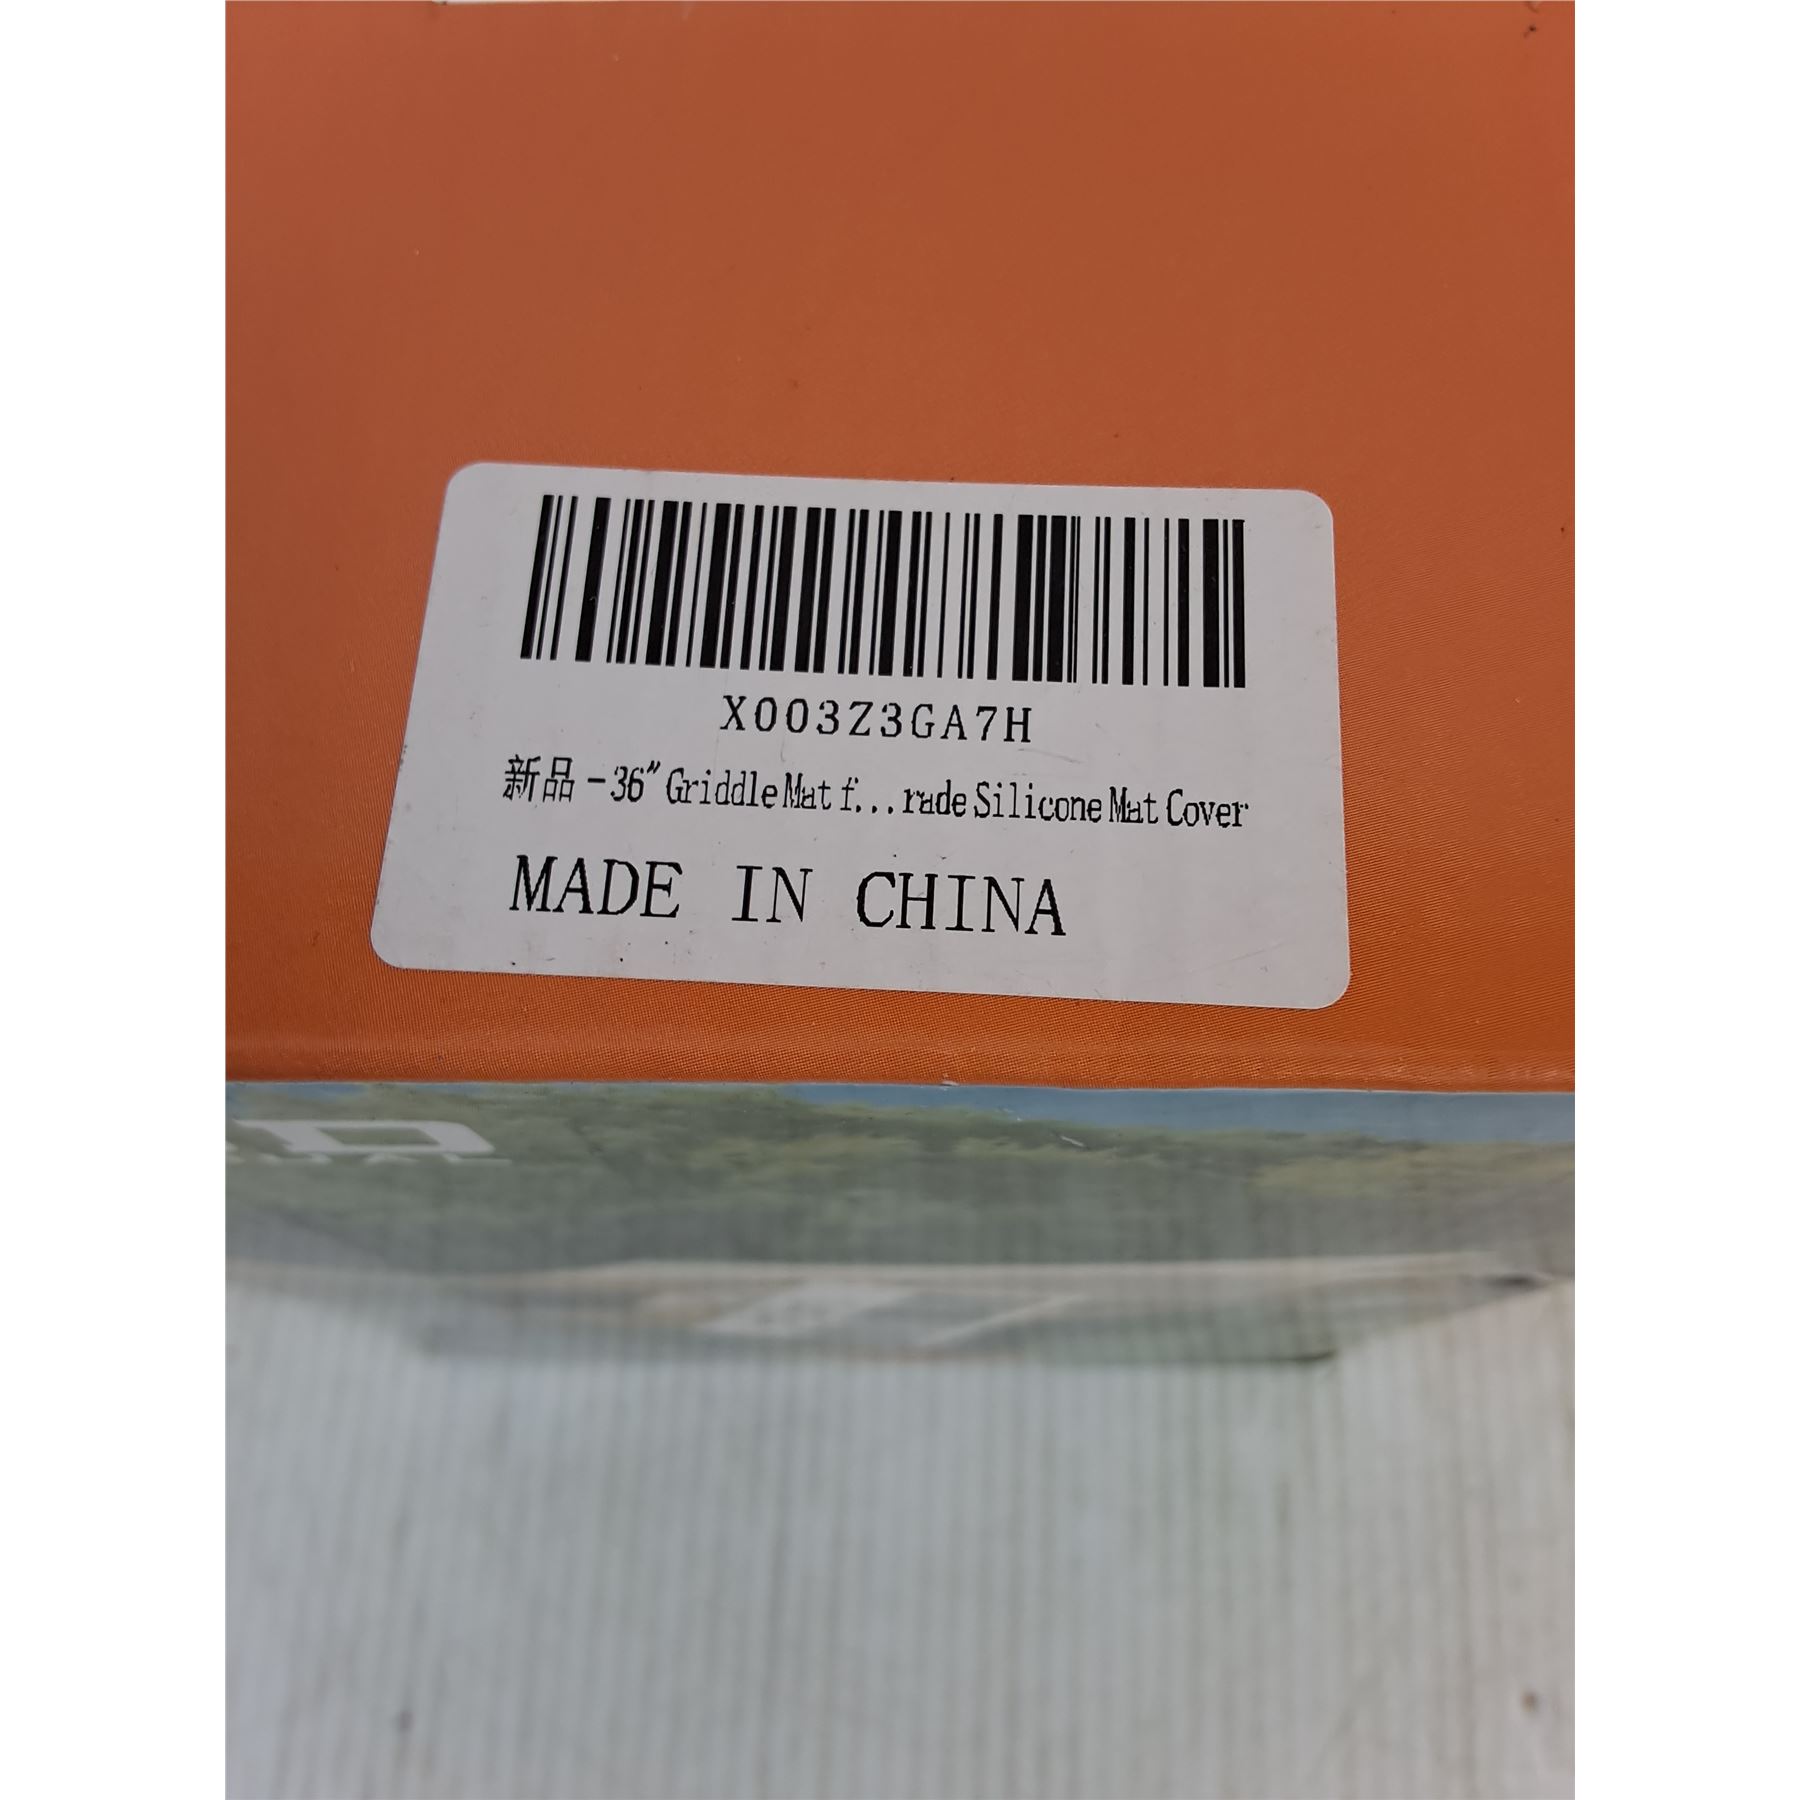 X003Z3GA7H
新品 - 36" Griddle Mat f...rade Silicone Mat Cover
MADE IN CHINA